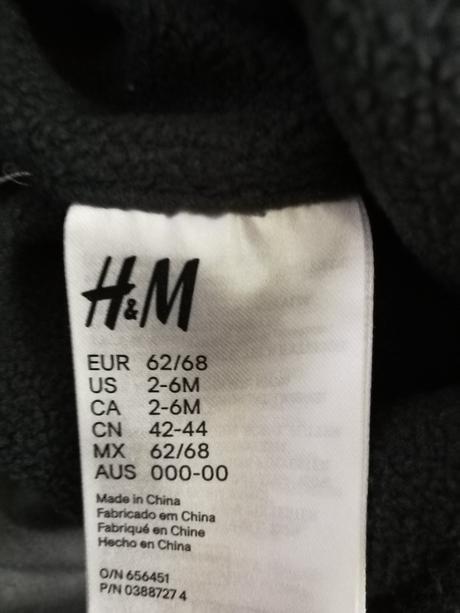 H&M
EUR 62/68
US 2-6M
CA 2-6M
CN 42-44
MX 62/68
AUS 000-00
Made in China
Fabricado em China
Fabriqué en Chine
Hecho en China
O/N 656451
P/N 0388727 4